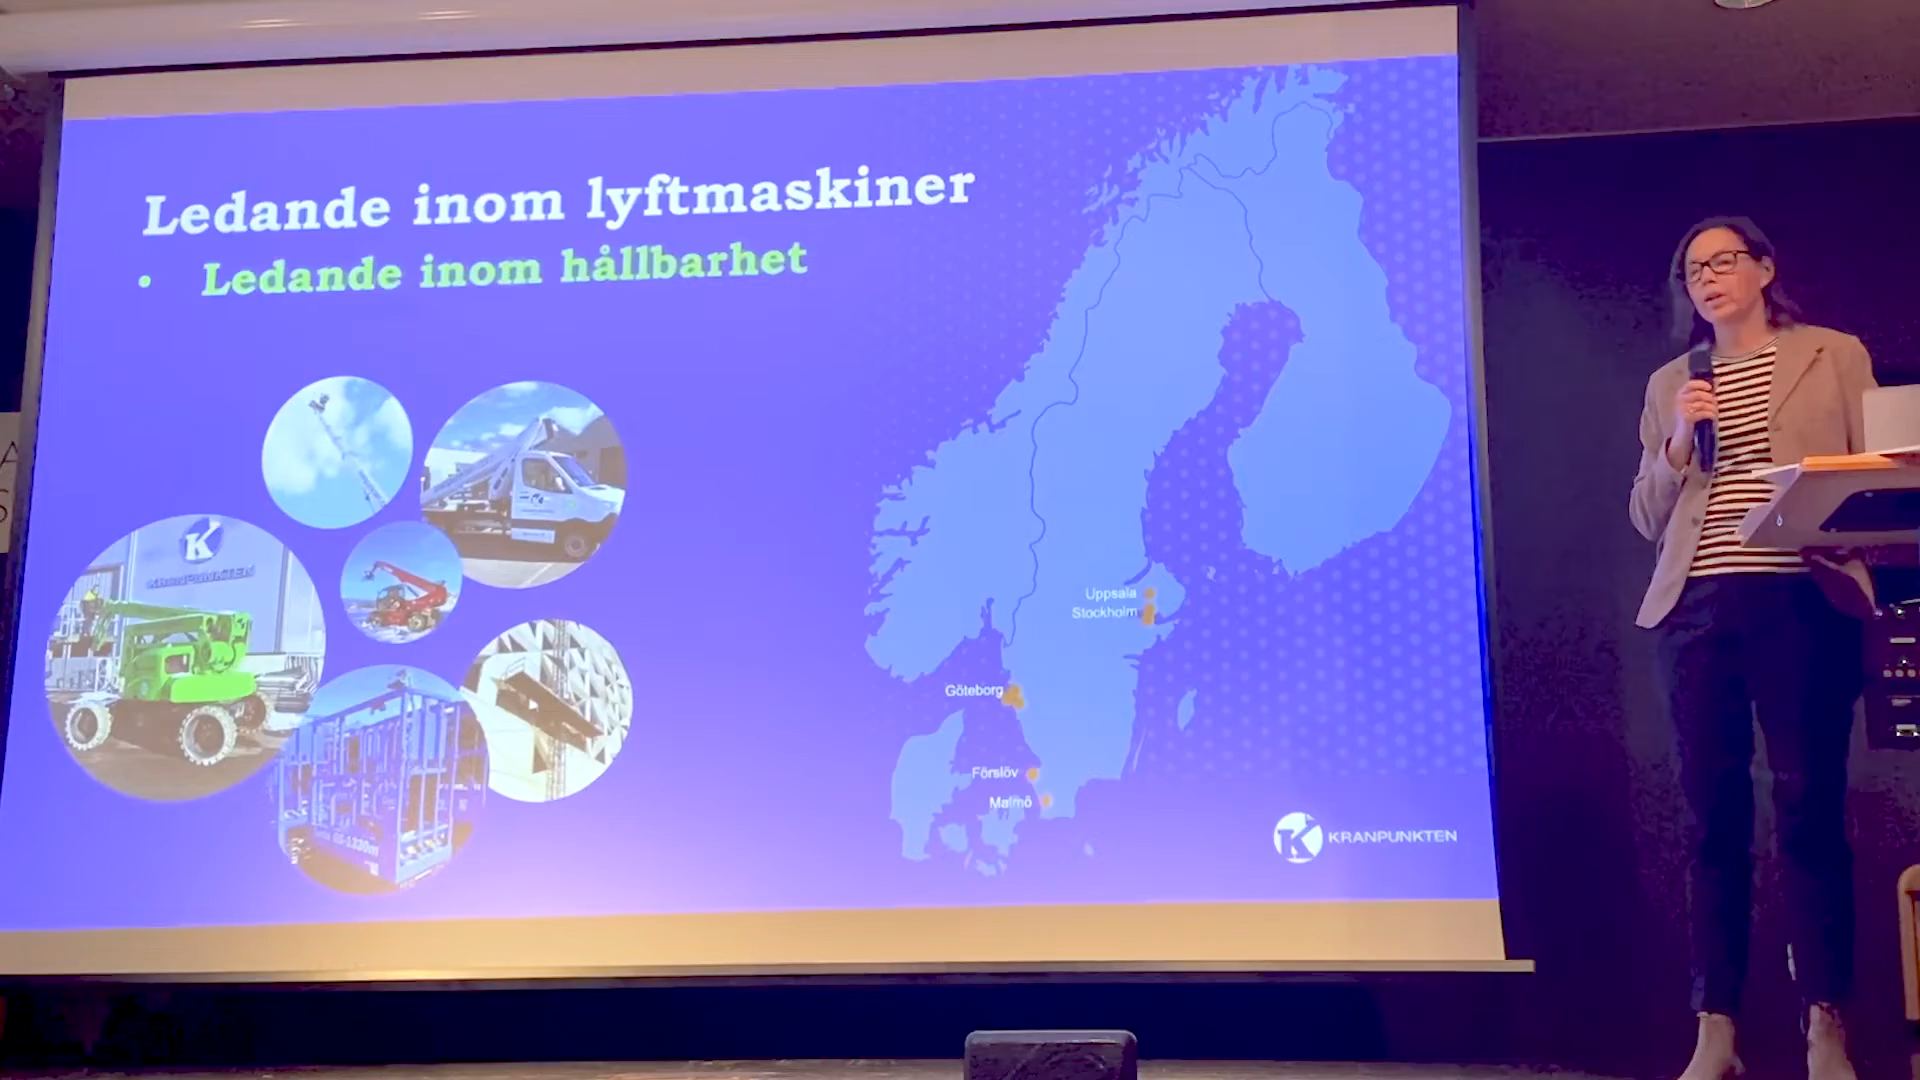 Ledande inom lyftmaskiner
• Ledande inom hållbarhet
K
KRANPUNKTEN
Uppsala
Stockholm
Göteborg
Förslöv
Malmö
K KRANPUNKTEN